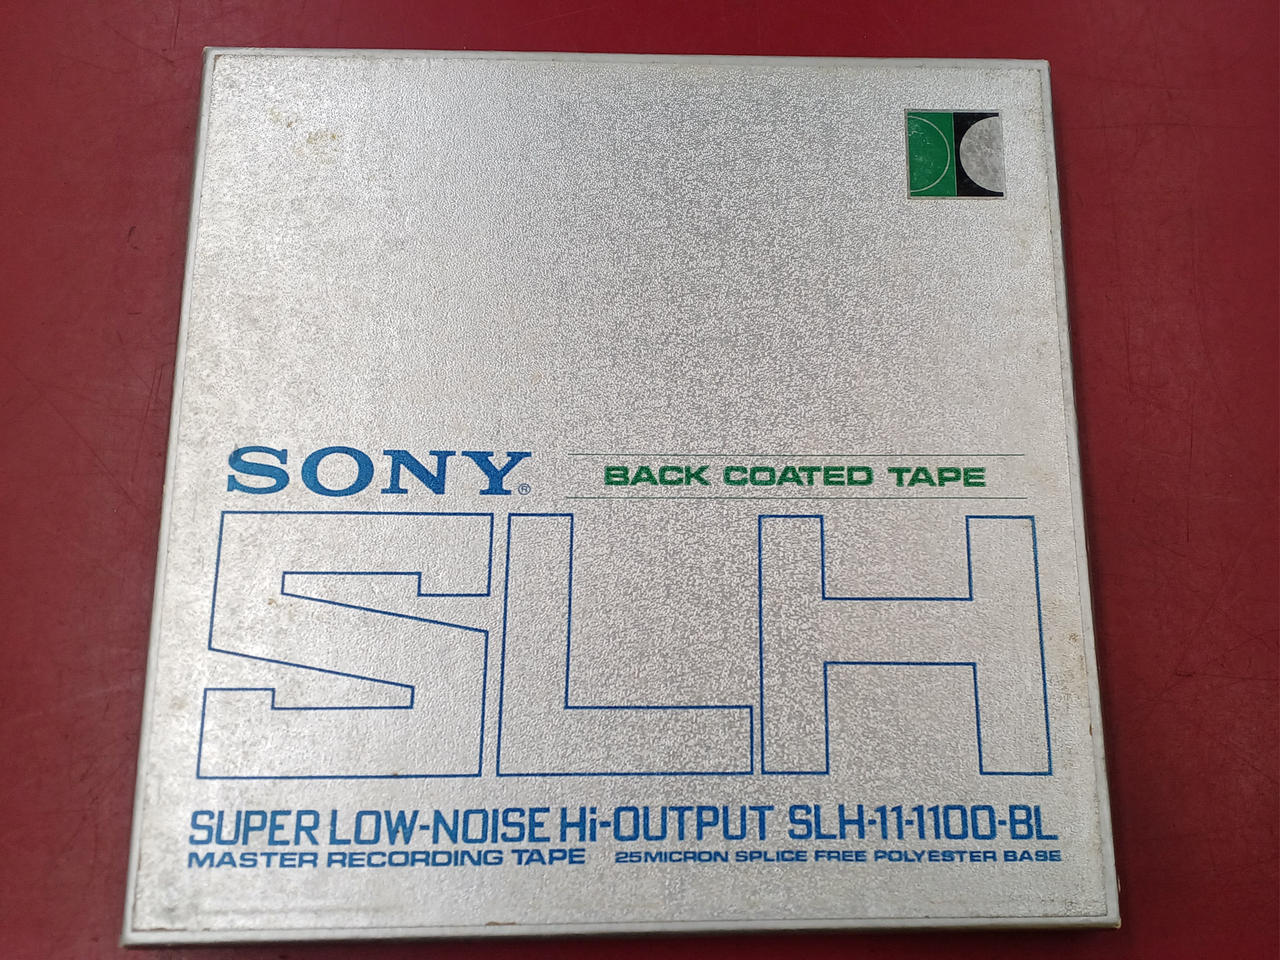 SONY®
BACK COATED TAPE
SLH
SUPER LOW-NOISE Hi-OUTPUT SLH-11-1100-BL
MASTER RECORDING TAPE 25MICRON SPLICE FREE POLYESTER BASE